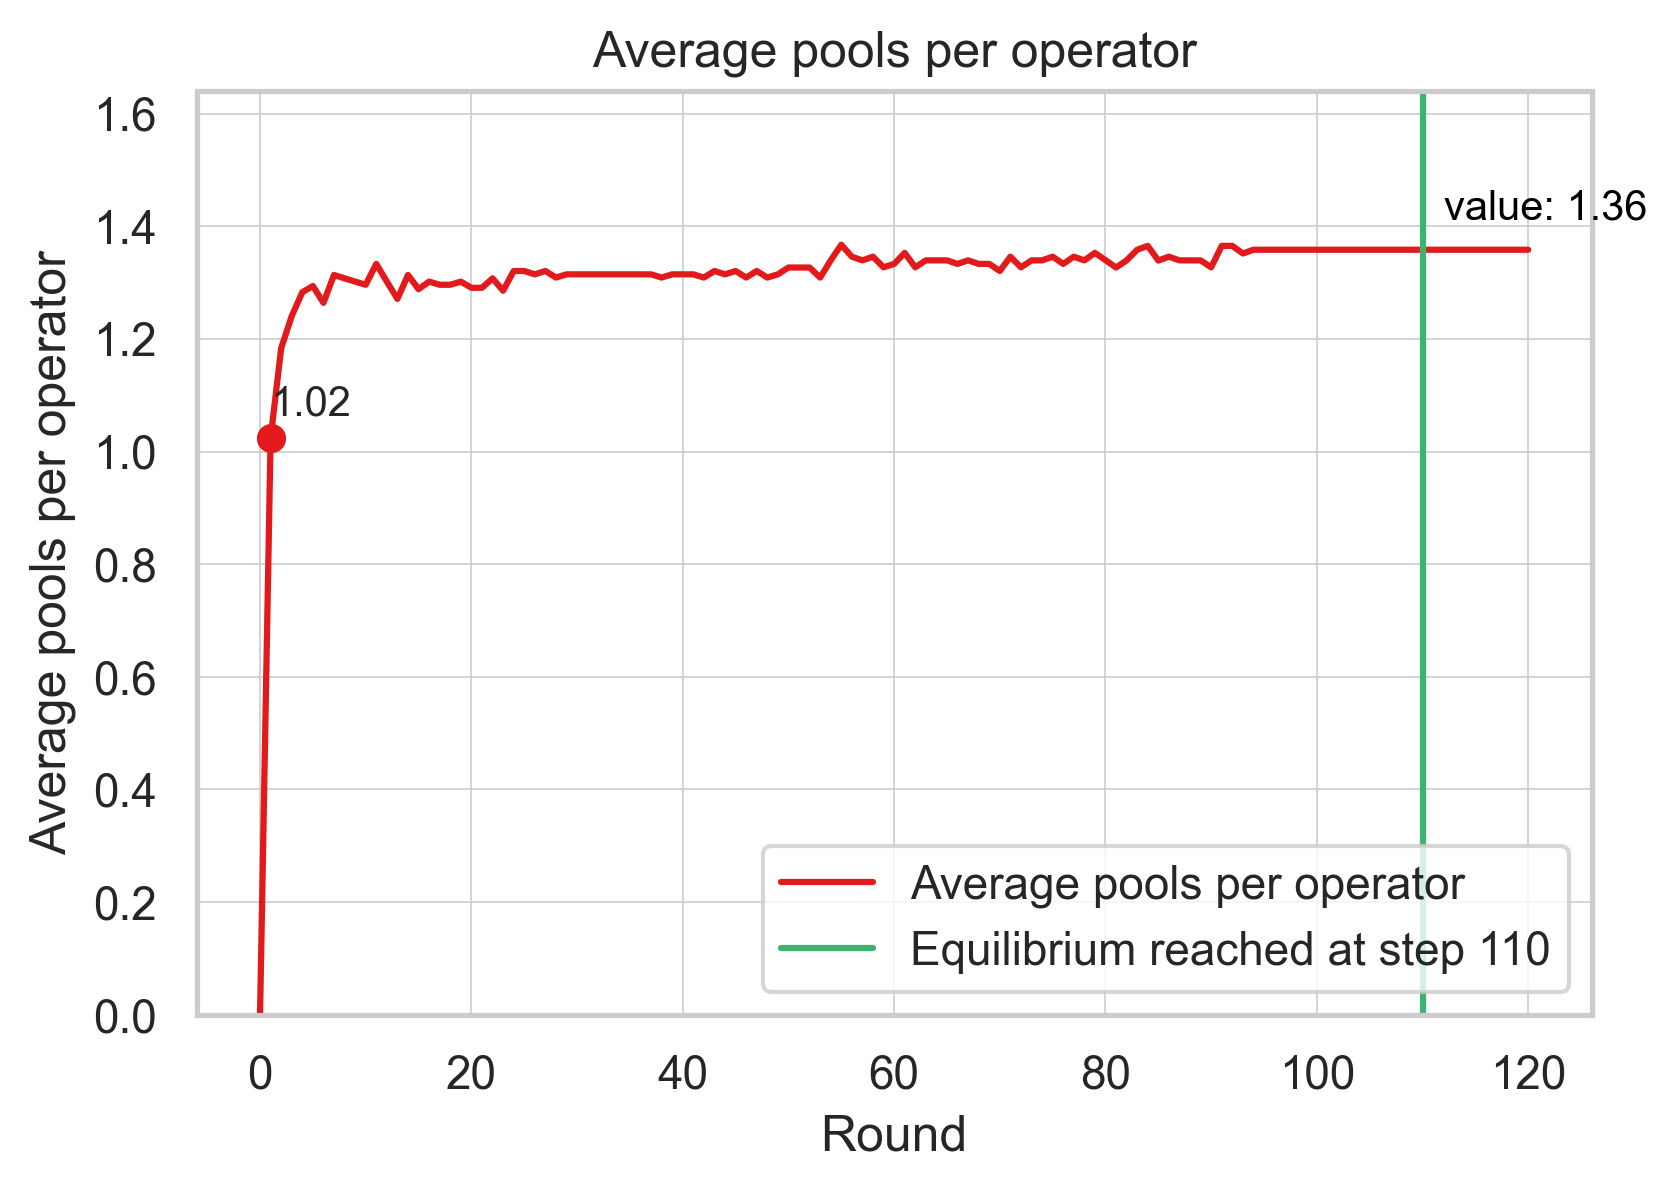 Average pools per operator
1.6
1.4
1.2
1.0
0.8
0.6
0.4
0.2
0.0
Average pools per operator
value: 1.36
1.02
Average pools per operator
Equilibrium reached at step 110
0 20 40 60 80 100 120
Round